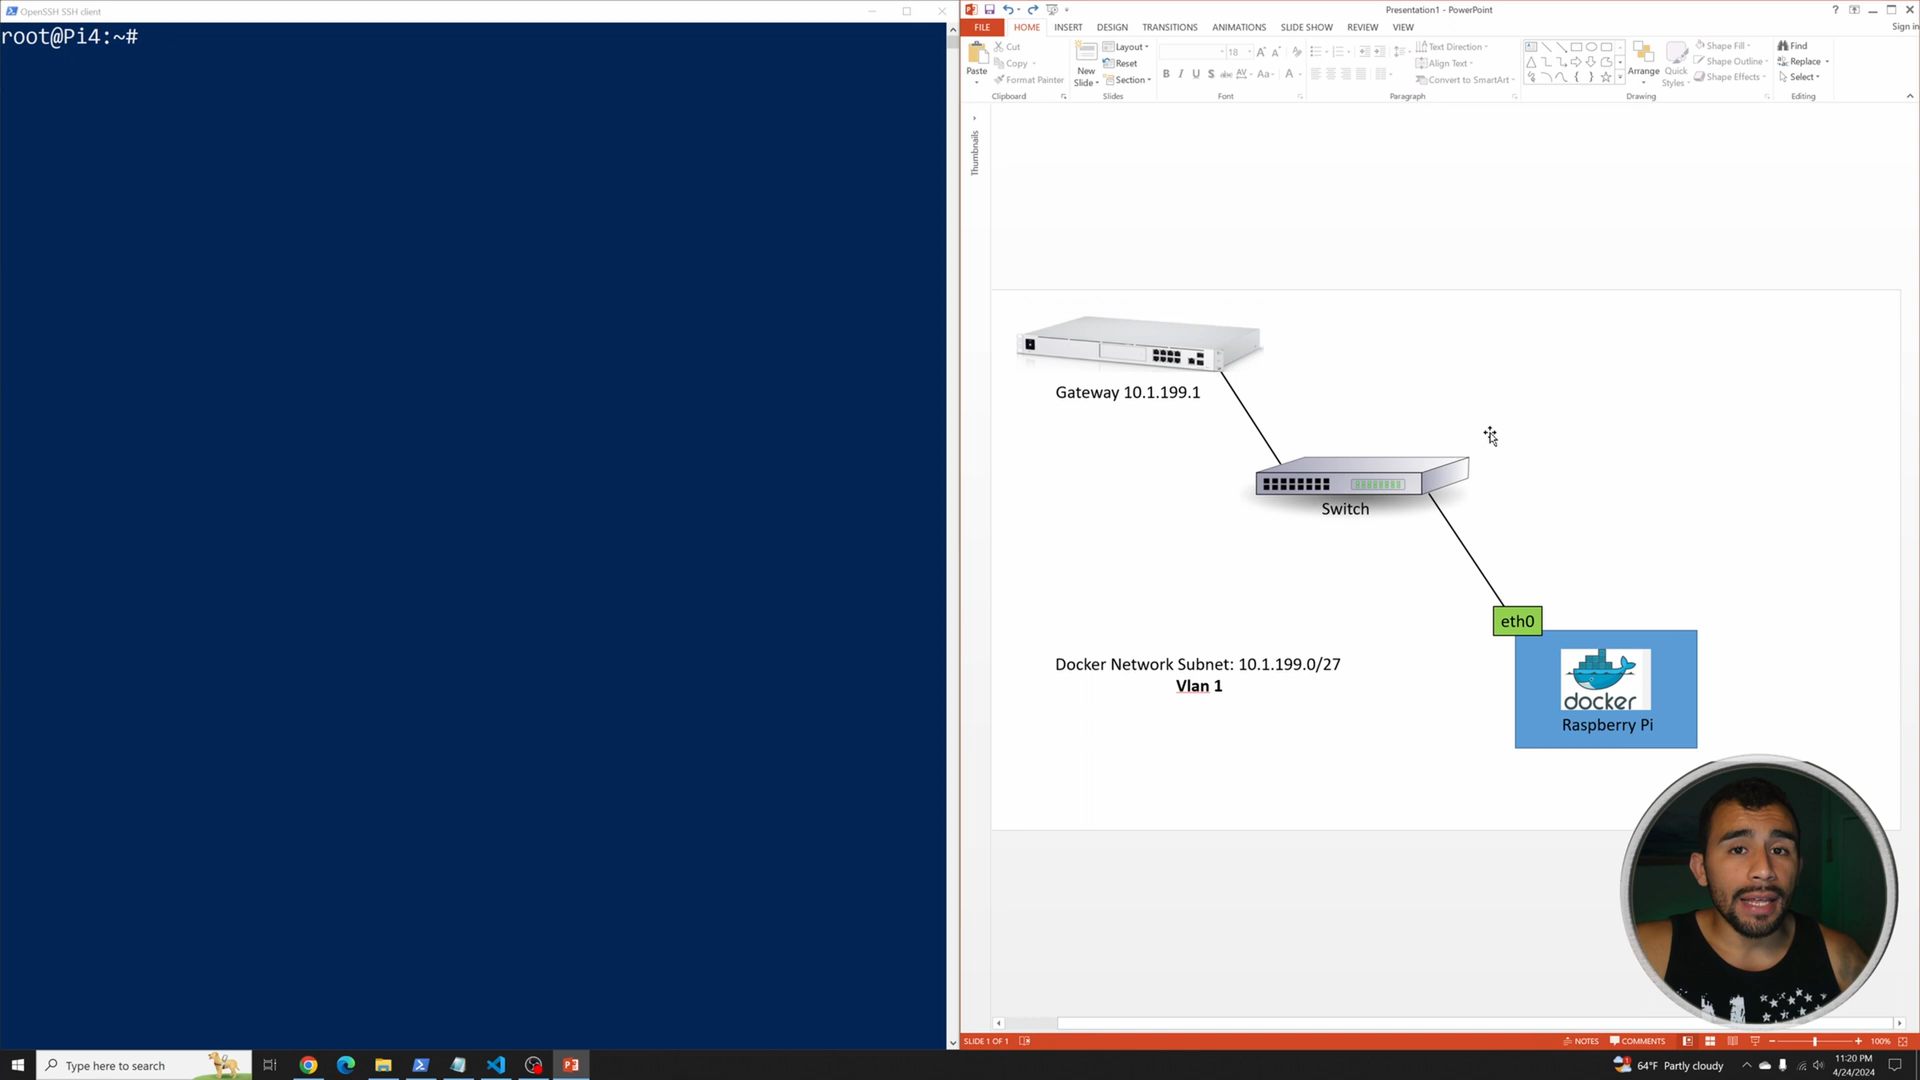 OpenSSH SSH client
root@Pi4:~#
Presentation1 - PowerPoint
FILE
HOME
INSERT
DESIGN
TRANSITIONS
ANIMATIONS
SLIDE SHOW
REVIEW
VIEW
Sign in
Paste
Cut
Copy
Format Painter
Clipboard
New
Slide
Layout
Reset
Section
Slides
18
Font
Text Direction
Align Text
Convert to SmartArt
Paragraph
Arrange
Quick
Styles
Shape Fill
Shape Outline
Shape Effects
Drawing
Find
Replace
Select
Editing
Thumbnails
Gateway 10.1.199.1
Switch
eth0
Docker Network Subnet: 10.1.199.0/27
Vlan 1
docker
Raspberry Pi
SLIDE 1 OF 1
NOTES
COMMENTS
100%
Type here to search
64°F Partly cloudy
11:20 PM
4/24/2024